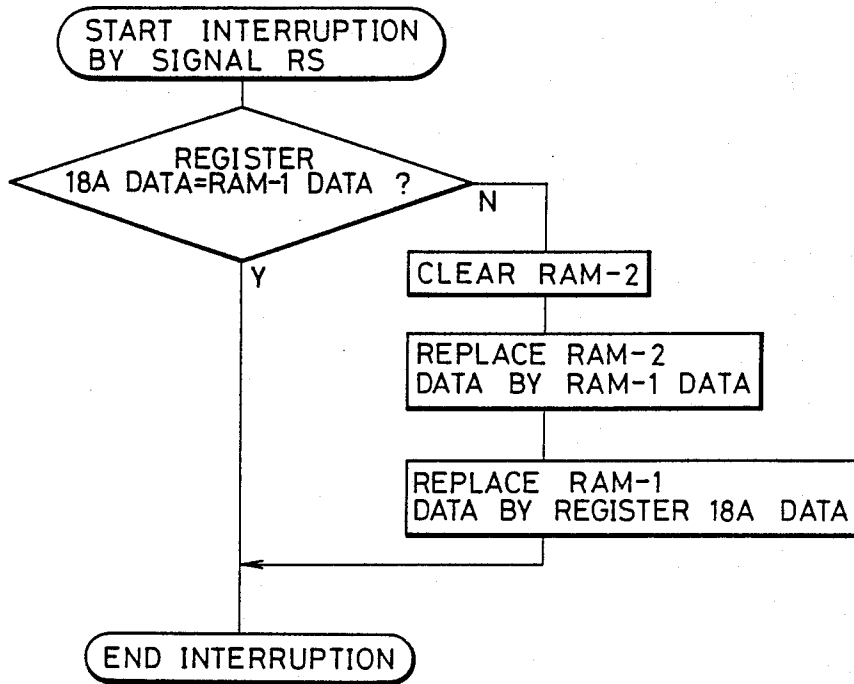 START INTERRUPTION
BY SIGNAL RS
REGISTER
18A DATA=RAM-1 DATA ?
N
Y
CLEAR RAM-2
REPLACE RAM-2
DATA BY RAM-1 DATA
REPLACE RAM-1
DATA BY REGISTER 18A DATA
END INTERRUPTION